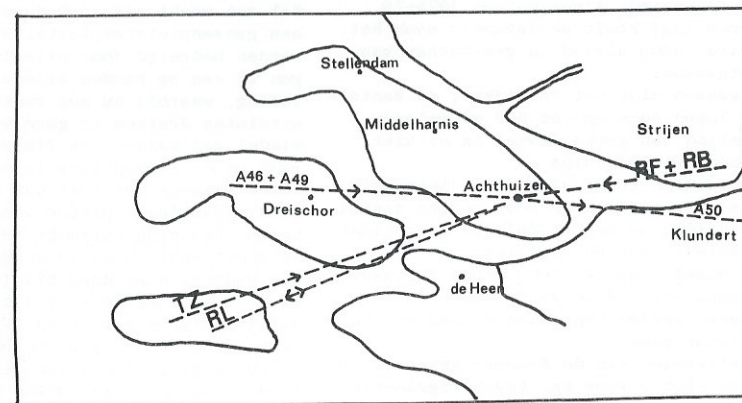 Stellendam
Middelharnis
Strijen
RF + RB
A46 + A49
Achthuizen
Dreischor
A50
Klundert
de Heen
TZ
RL